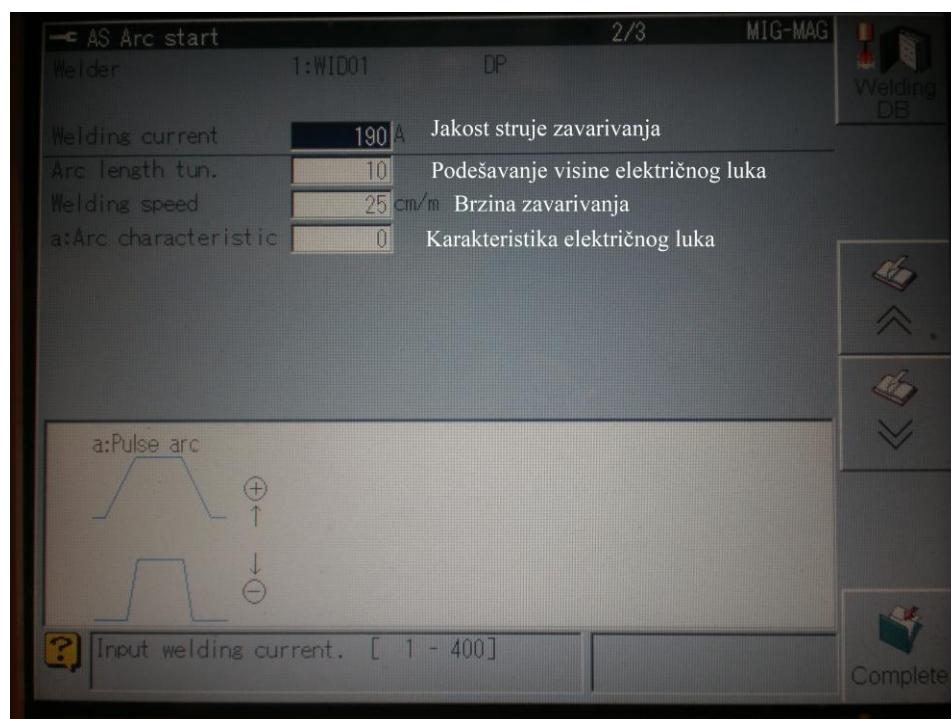 AS Arc start 2/3 MIG-MAG
Welder 1:WID01 DP
Welding DB
Welding current 190 A Jakost struje zavarivanja
Arc length tun. 10 Podešavanje visine električnog luka
Welding speed 25 cm/m Brzina zavarivanja
a:Arc characteristic 0 Karakteristika električnog luka
a:Pulse arc
+
-
? Input welding current. [ 1 - 400]
Complete